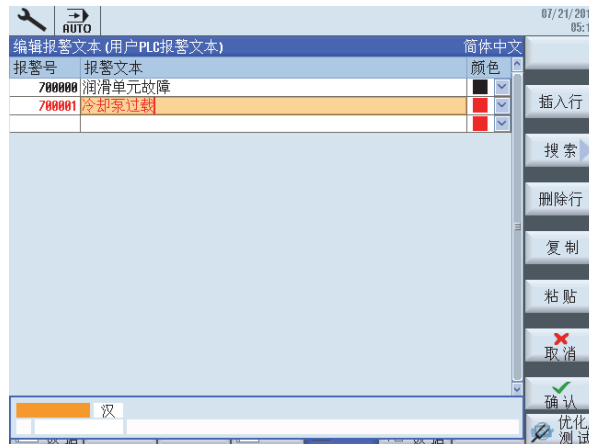 AUTO
07/21/201
05:1
编辑报警文本 (用户PLC报警文本) 简体中文
报警号 报警文本 颜色
700000 润滑单元故障
700001 冷却泵过载
插入行
搜索
删除行
复制
粘贴
取消
确认
汉
优化/
测试